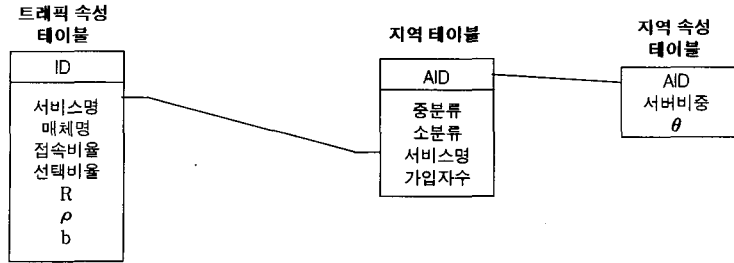 트래픽 속성
테이블
ID
서비스명
매체명
접속비율
선택비율
R
ρ
b
지역 테이블
AID
중분류
소분류
서비스명
가입자수
지역 속성
테이블
AID
서버비중
θ